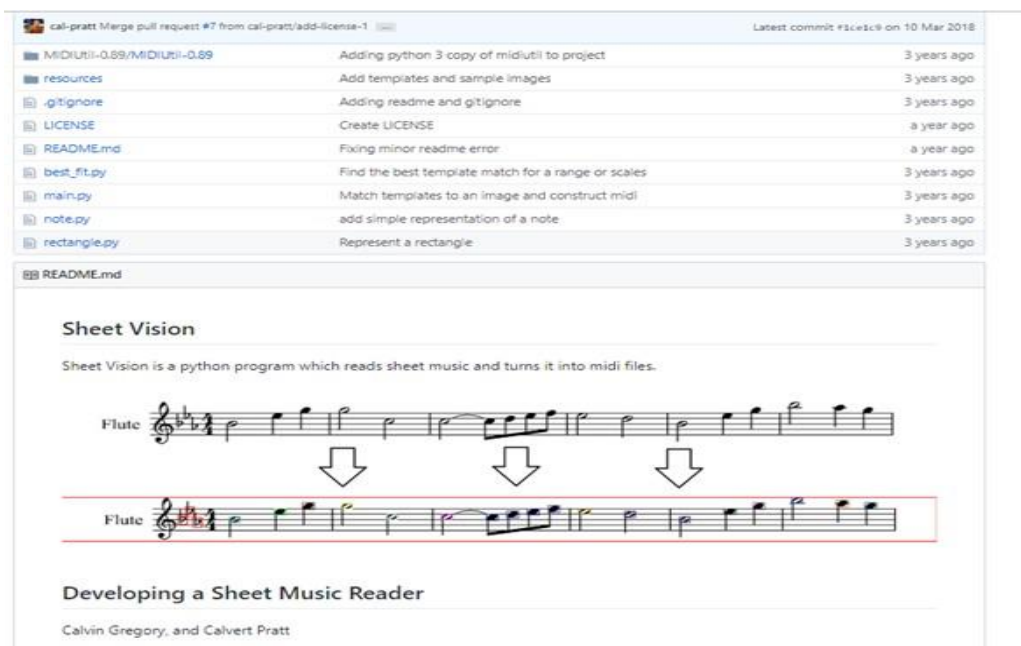 cal-pratt Merge pull request #7 from cal-pratt/add-license-1 ... Latest commit f1ce1c9 on 10 Mar 2018
MIDIUtil-0.89/MIDIUtil-0.89 Adding python 3 copy of midiutil to project 3 years ago
resources Add templates and sample images 3 years ago
.gitignore Adding readme and gitignore 3 years ago
LICENSE Create LICENSE a year ago
README.md Fixing minor readme error a year ago
best_fit.py Find the best template match for a range or scales 3 years ago
main.py Match templates to an image and construct midi 3 years ago
note.py add simple representation of a note 3 years ago
rectangle.py Represent a rectangle 3 years ago
README.md
Sheet Vision
Sheet Vision is a python program which reads sheet music and turns it into midi files.
Flute
Flute
Developing a Sheet Music Reader
Calvin Gregory, and Calvert Pratt